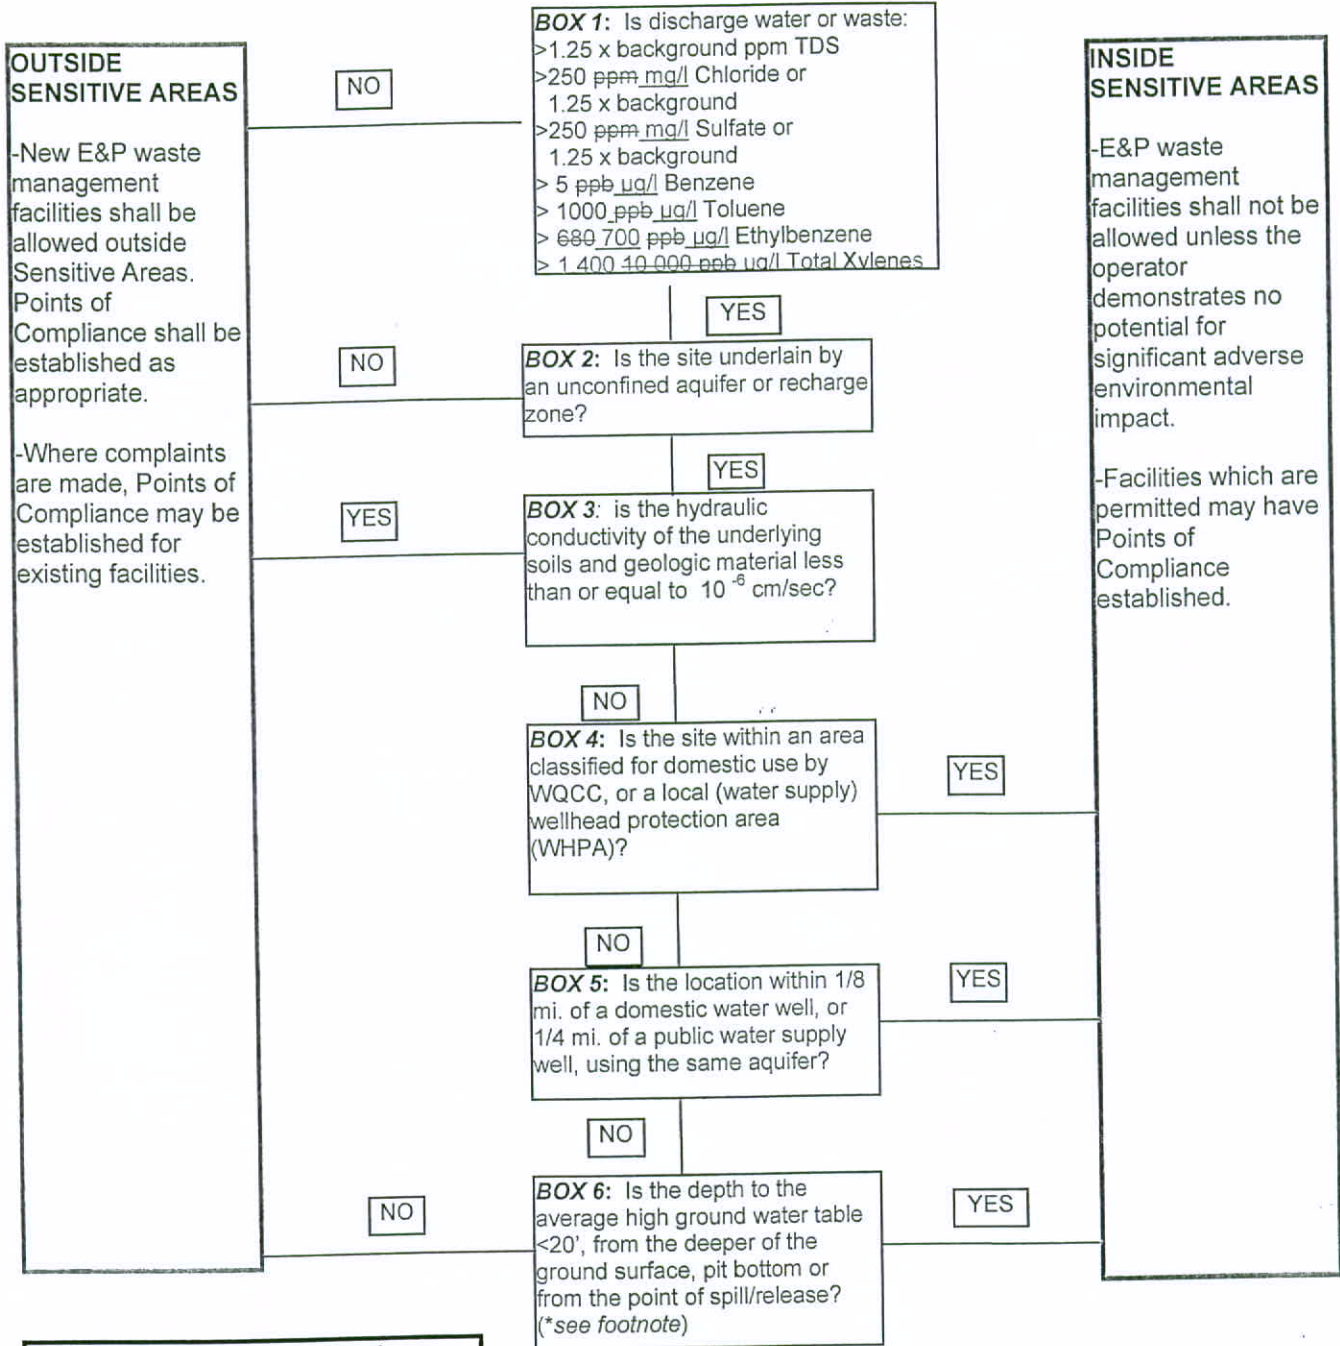 OUTSIDE
SENSITIVE AREAS
-New E&P waste
management
facilities shall be
allowed outside
Sensitive Areas.
Points of
Compliance shall be
established as
appropriate.
-Where complaints
are made, Points of
Compliance may be
established for
existing facilities.
NO
BOX 1: Is discharge water or waste:
>1.25 x background ppm TDS
>250 ppm mg/l Chloride or
1.25 x background
>250 ppm mg/l Sulfate or
1.25 x background
> 5 ppb µg/l Benzene
> 1000 ppb µg/l Toluene
> 680 700 ppb µg/l Ethylbenzene
> 1,400 10,000 ppb µg/l Total Xylenes
YES
NO
BOX 2: Is the site underlain by
an unconfined aquifer or recharge
zone?
YES
YES
BOX 3: is the hydraulic
conductivity of the underlying
soils and geologic material less
than or equal to 10 -6 cm/sec?
NO
BOX 4: Is the site within an area
classified for domestic use by
WQCC, or a local (water supply)
wellhead protection area
(WHPA)?
YES
NO
BOX 5: Is the location within 1/8
mi. of a domestic water well, or
1/4 mi. of a public water supply
well, using the same aquifer?
YES
NO
NO
BOX 6: Is the depth to the
average high ground water table
<20', from the deeper of the
ground surface, pit bottom or
from the point of spill/release?
(*see footnote)
YES
INSIDE
SENSITIVE AREAS
-E&P waste
management
facilities shall not be
allowed unless the
operator
demonstrates no
potential for
significant adverse
environmental
impact.
-Facilities which are
permitted may have
Points of
Compliance
established.